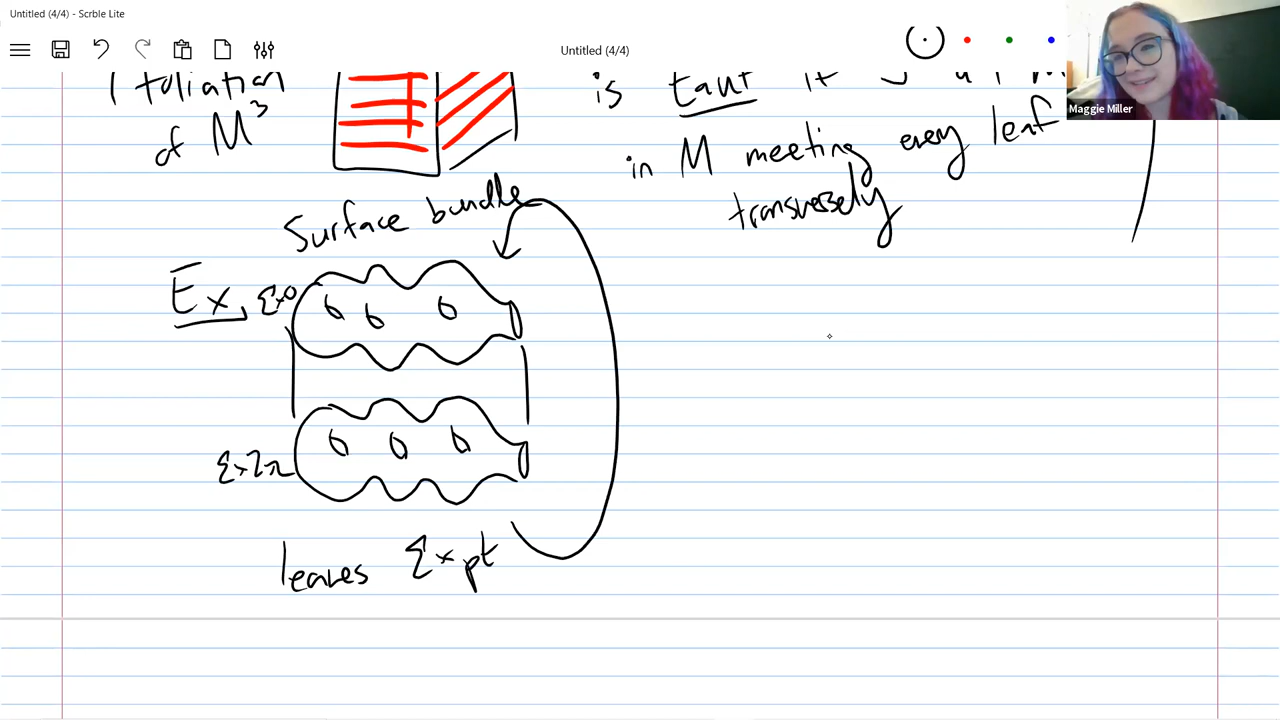 Untitled (4/4) - Scrble Lite
Untitled (4/4)
Maggie Miller
foliation
of M³
is taut if
in M meeting every leaf
transversely
Surface bundle
Ex, Σ×0
Σ×2π
leaves Σ×pt